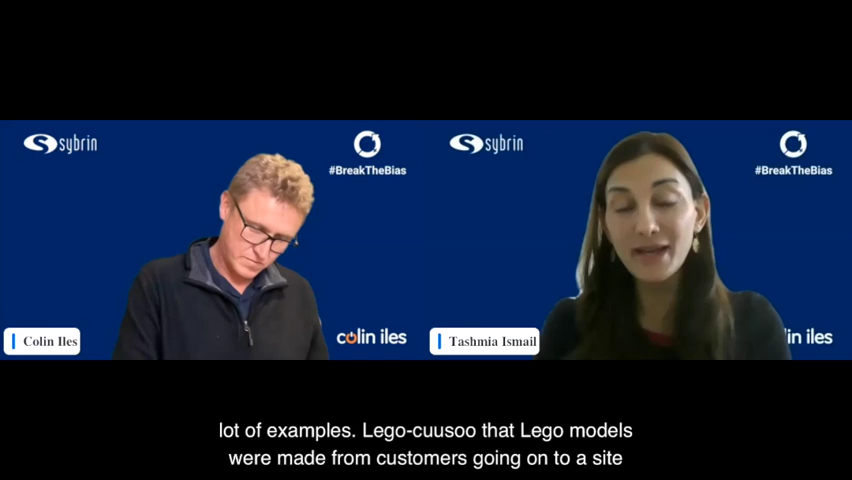 sybrin
#BreakTheBias
sybrin
#BreakTheBias
Colin Iles
colin iles
Tashmia Ismail
in iles
lot of examples. Lego-cuusoo that Lego models
were made from customers going on to a site